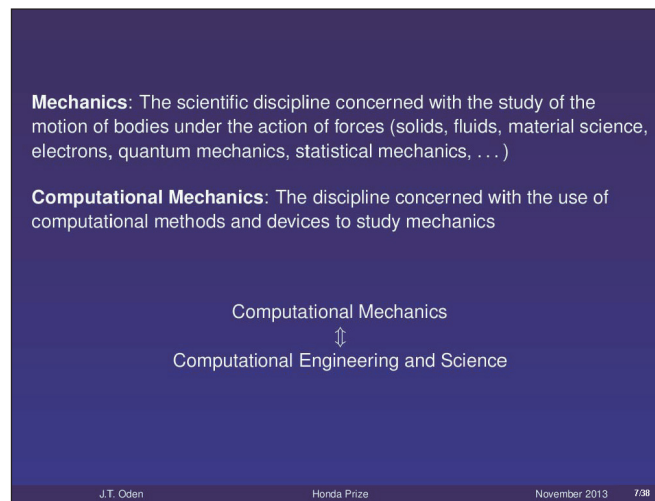 Mechanics: The scientific discipline concerned with the study of the
motion of bodies under the action of forces (solids, fluids, material science,
electrons, quantum mechanics, statistical mechanics, . . . )
Computational Mechanics: The discipline concerned with the use of
computational methods and devices to study mechanics
Computational Mechanics
⇕
Computational Engineering and Science
J.T. Oden Honda Prize November 2013 7/38